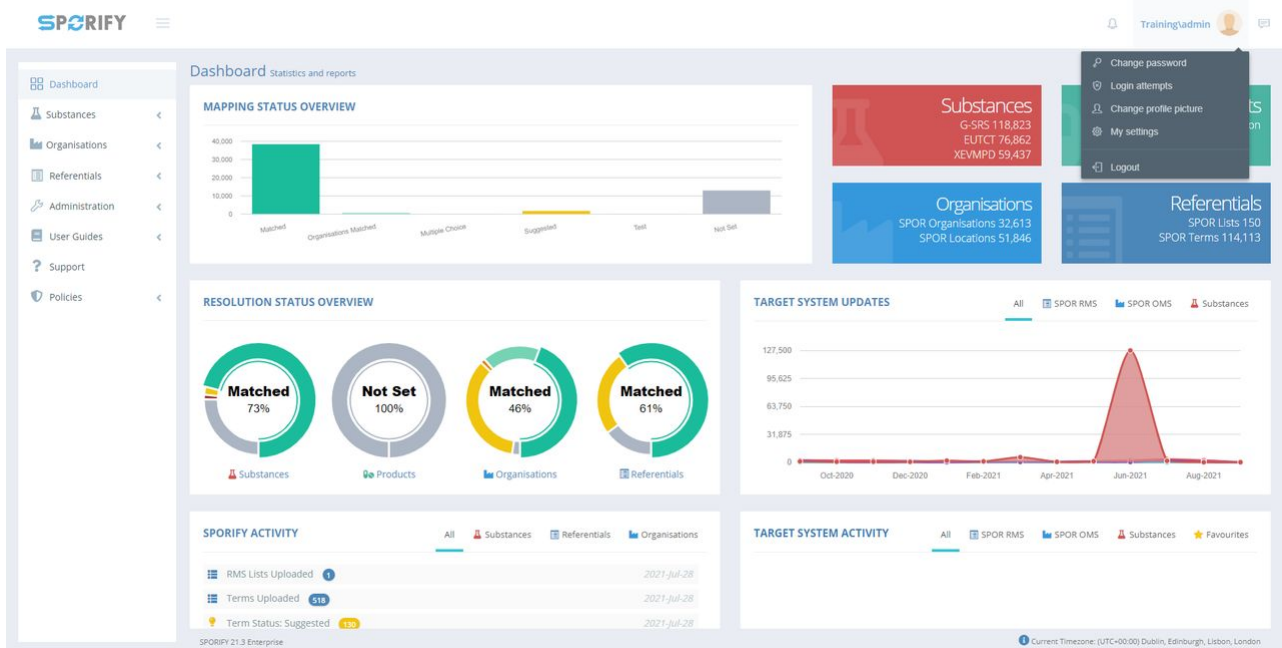 SPORIFY
Training\admin
Change password
Login attempts
Change profile picture
My settings
Logout
Dashboard
Substances
Organisations
Referentials
Administration
User Guides
Support
Policies
Dashboard Statistics and reports
MAPPING STATUS OVERVIEW
40,000
30,000
20,000
10,000
0
Matched
Organisations Matched
Multiple Choice
Suggested
Test
Not Set
Substances
G-SRS 118,823
EUTCT 76,862
XEVMPD 59,437
ts
on
Organisations
SPOR Organisations 32,613
SPOR Locations 51,846
Referentials
SPOR Lists 150
SPOR Terms 114,113
RESOLUTION STATUS OVERVIEW
Matched
73%
Substances
Not Set
100%
Products
Matched
46%
Organisations
Matched
61%
Referentials
TARGET SYSTEM UPDATES
All SPOR RMS SPOR OMS Substances
127,500
95,625
63,750
31,875
0
Oct-2020 Dec-2020 Feb-2021 Apr-2021 Jun-2021 Aug-2021
SPORIFY ACTIVITY
All Substances Referentials Organisations
RMS Lists Uploaded 1 2021-Jul-28
Terms Uploaded 518 2021-Jul-28
Term Status: Suggested 130 2021-Jul-28
TARGET SYSTEM ACTIVITY
All SPOR RMS SPOR OMS Substances Favourites
SPORIFY 21.3 Enterprise
Current Timezone: (UTC+00:00) Dublin, Edinburgh, Lisbon, London